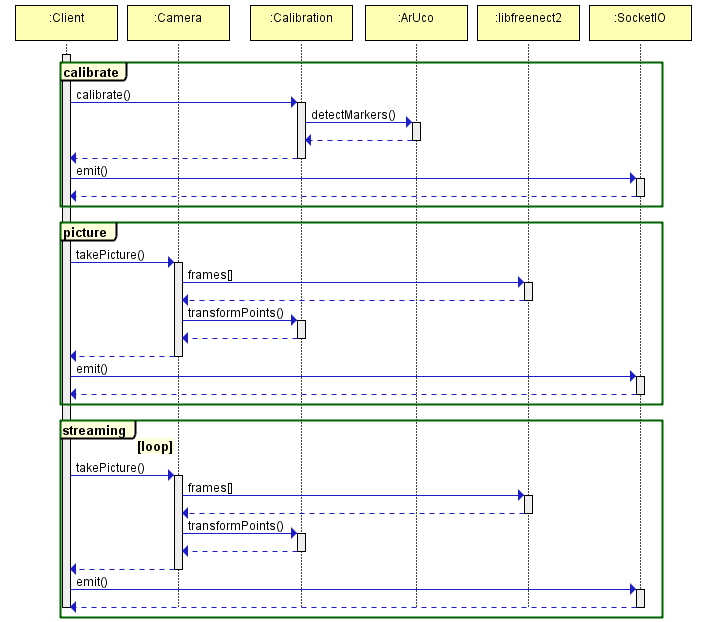 :Client
:Camera
:Calibration
:ArUco
:libfreenect2
:SocketIO
calibrate
calibrate()
detectMarkers()
emit()
picture
takePicture()
frames[]
transformPoints()
emit()
streaming
[loop]
takePicture()
frames[]
transformPoints()
emit()